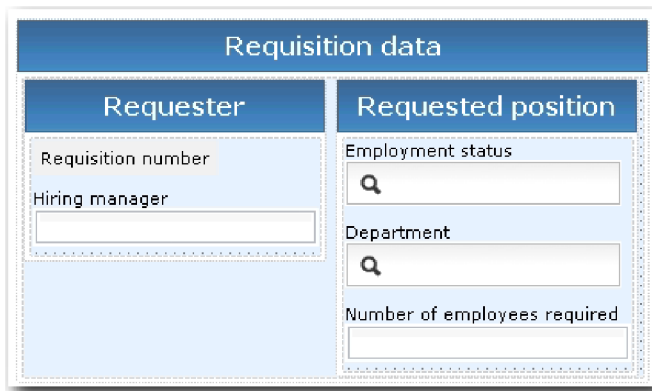 Requisition data
Requester
Requisition number
Hiring manager
Requested position
Employment status
Department
Number of employees required